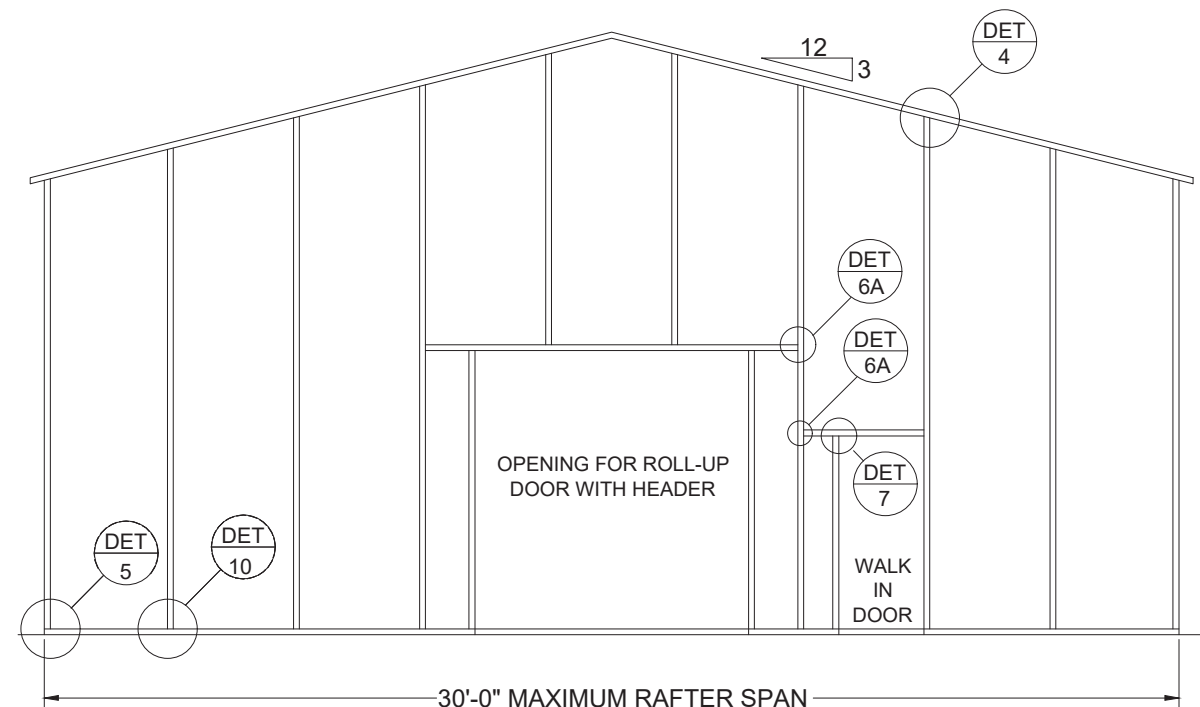 DET
4
12
3
DET
6A
DET
6A
OPENING FOR ROLL-UP
DOOR WITH HEADER
DET
7
DET
5
DET
10
WALK
IN
DOOR
30'-0" MAXIMUM RAFTER SPAN